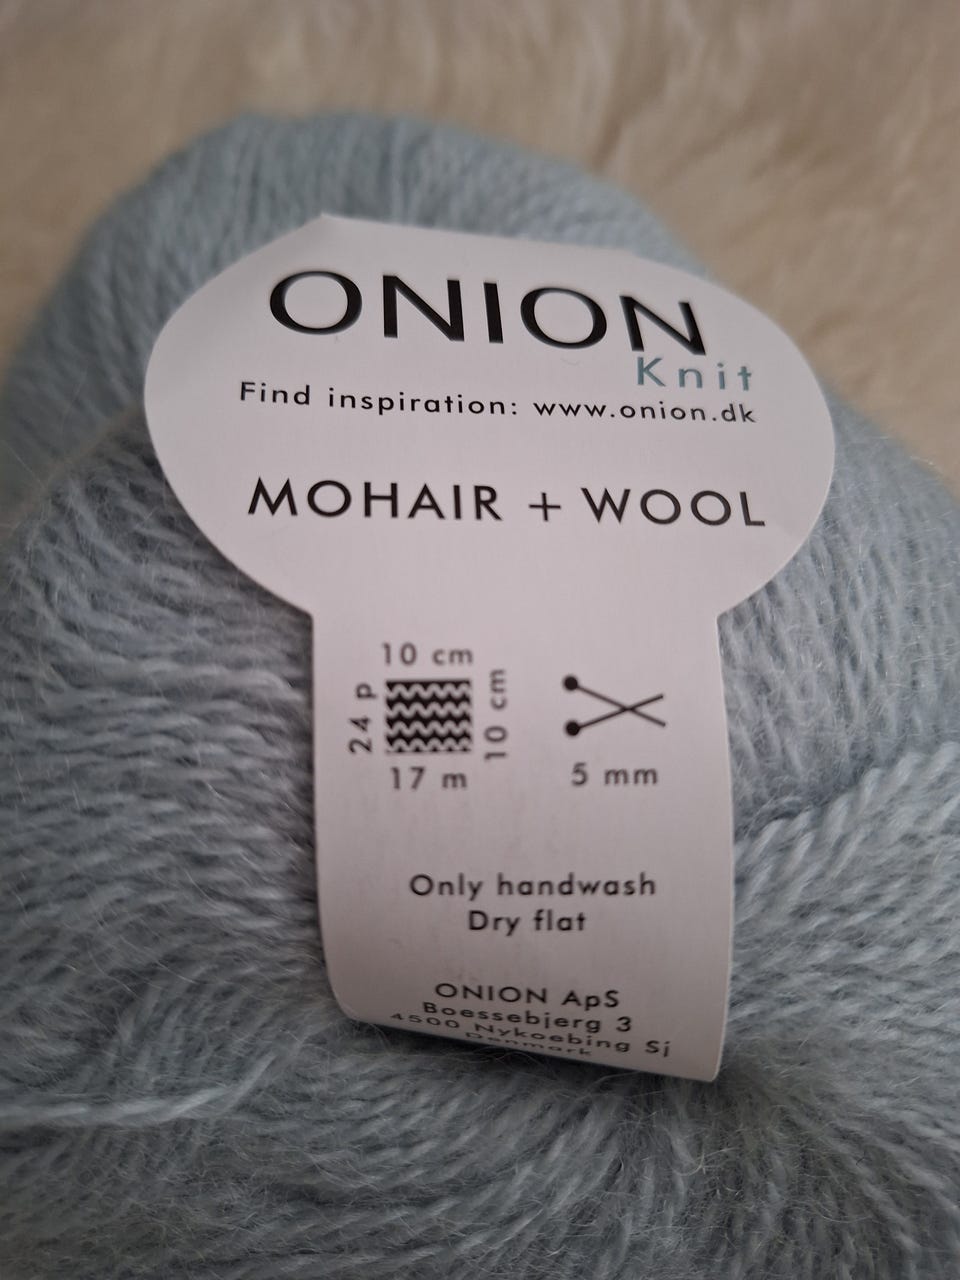 ONION
Knit
Find inspiration: www.onion.dk
MOHAIR + WOOL
10 cm
24 p
10 cm
17 m
5 mm
Only handwash
Dry flat
ONION ApS
Boessebjerg 3
4500 Nykoebing Sj
Denmark